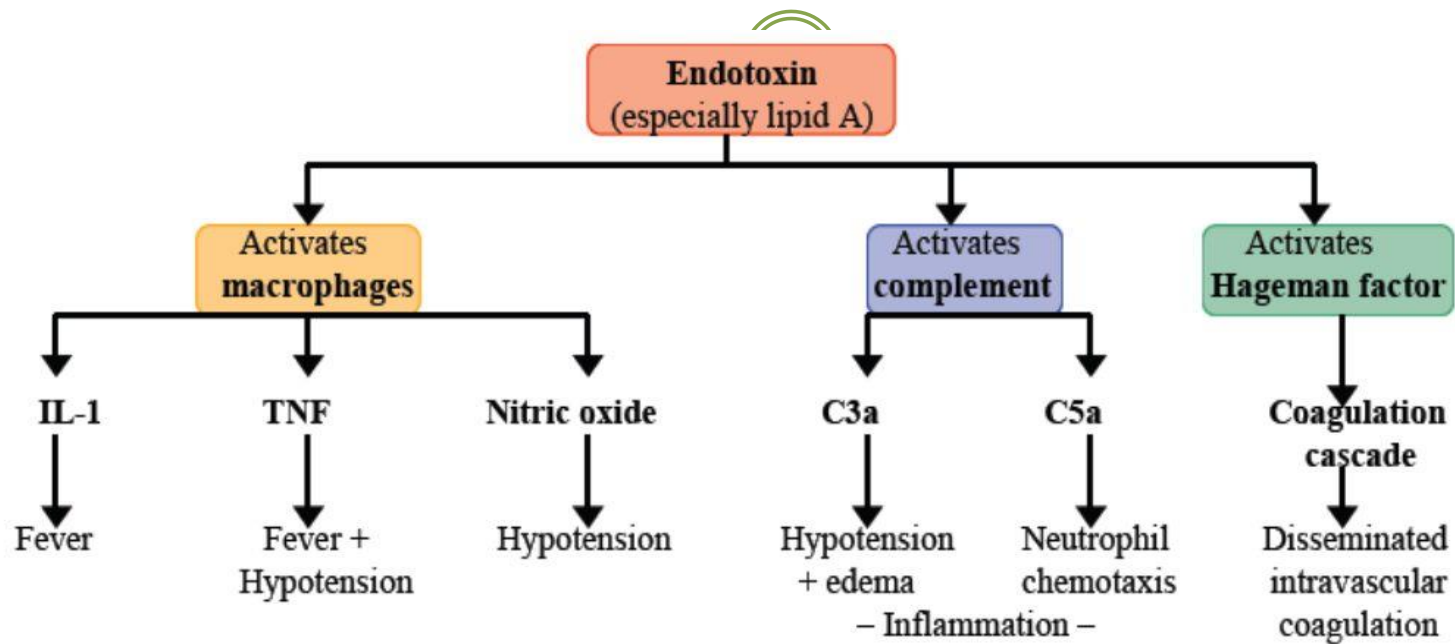 Endotoxin
(especially lipid A)
Activates
macrophages
Activates
complement
Activates
Hageman factor
IL-1
TNF
Nitric oxide
C3a
C5a
Coagulation
cascade
Fever
Fever +
Hypotension
Hypotension
Hypotension
+ edema
Neutrophil
chemotaxis
– Inflammation –
Disseminated
intravascular
coagulation